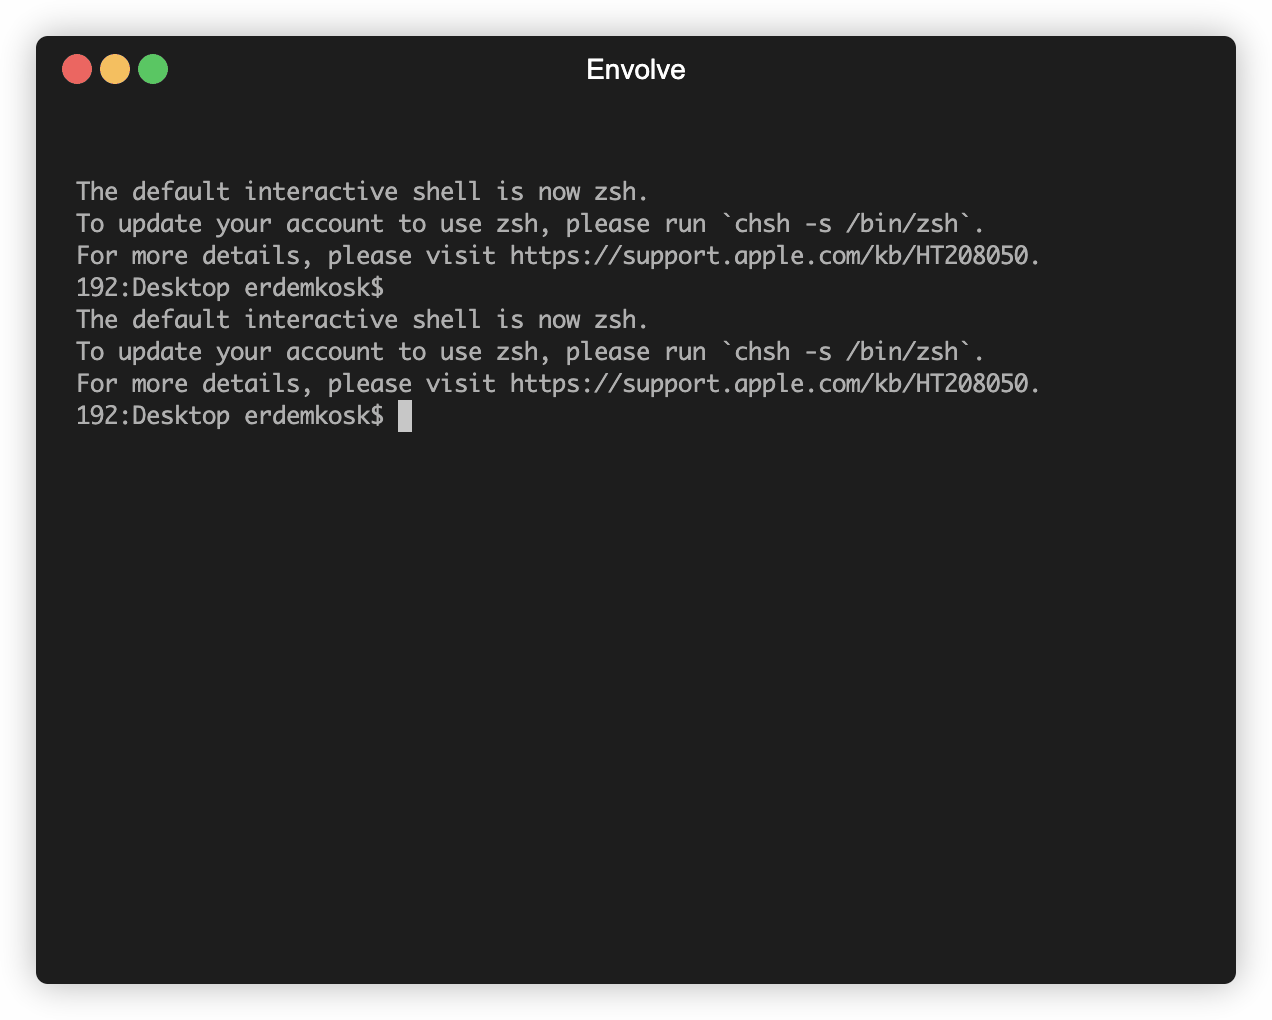 Envolve
The default interactive shell is now zsh.
To update your account to use zsh, please run `chsh -s /bin/zsh`.
For more details, please visit https://support.apple.com/kb/HT208050.
192:Desktop erdemkosk$
The default interactive shell is now zsh.
To update your account to use zsh, please run `chsh -s /bin/zsh`.
For more details, please visit https://support.apple.com/kb/HT208050.
192:Desktop erdemkosk$